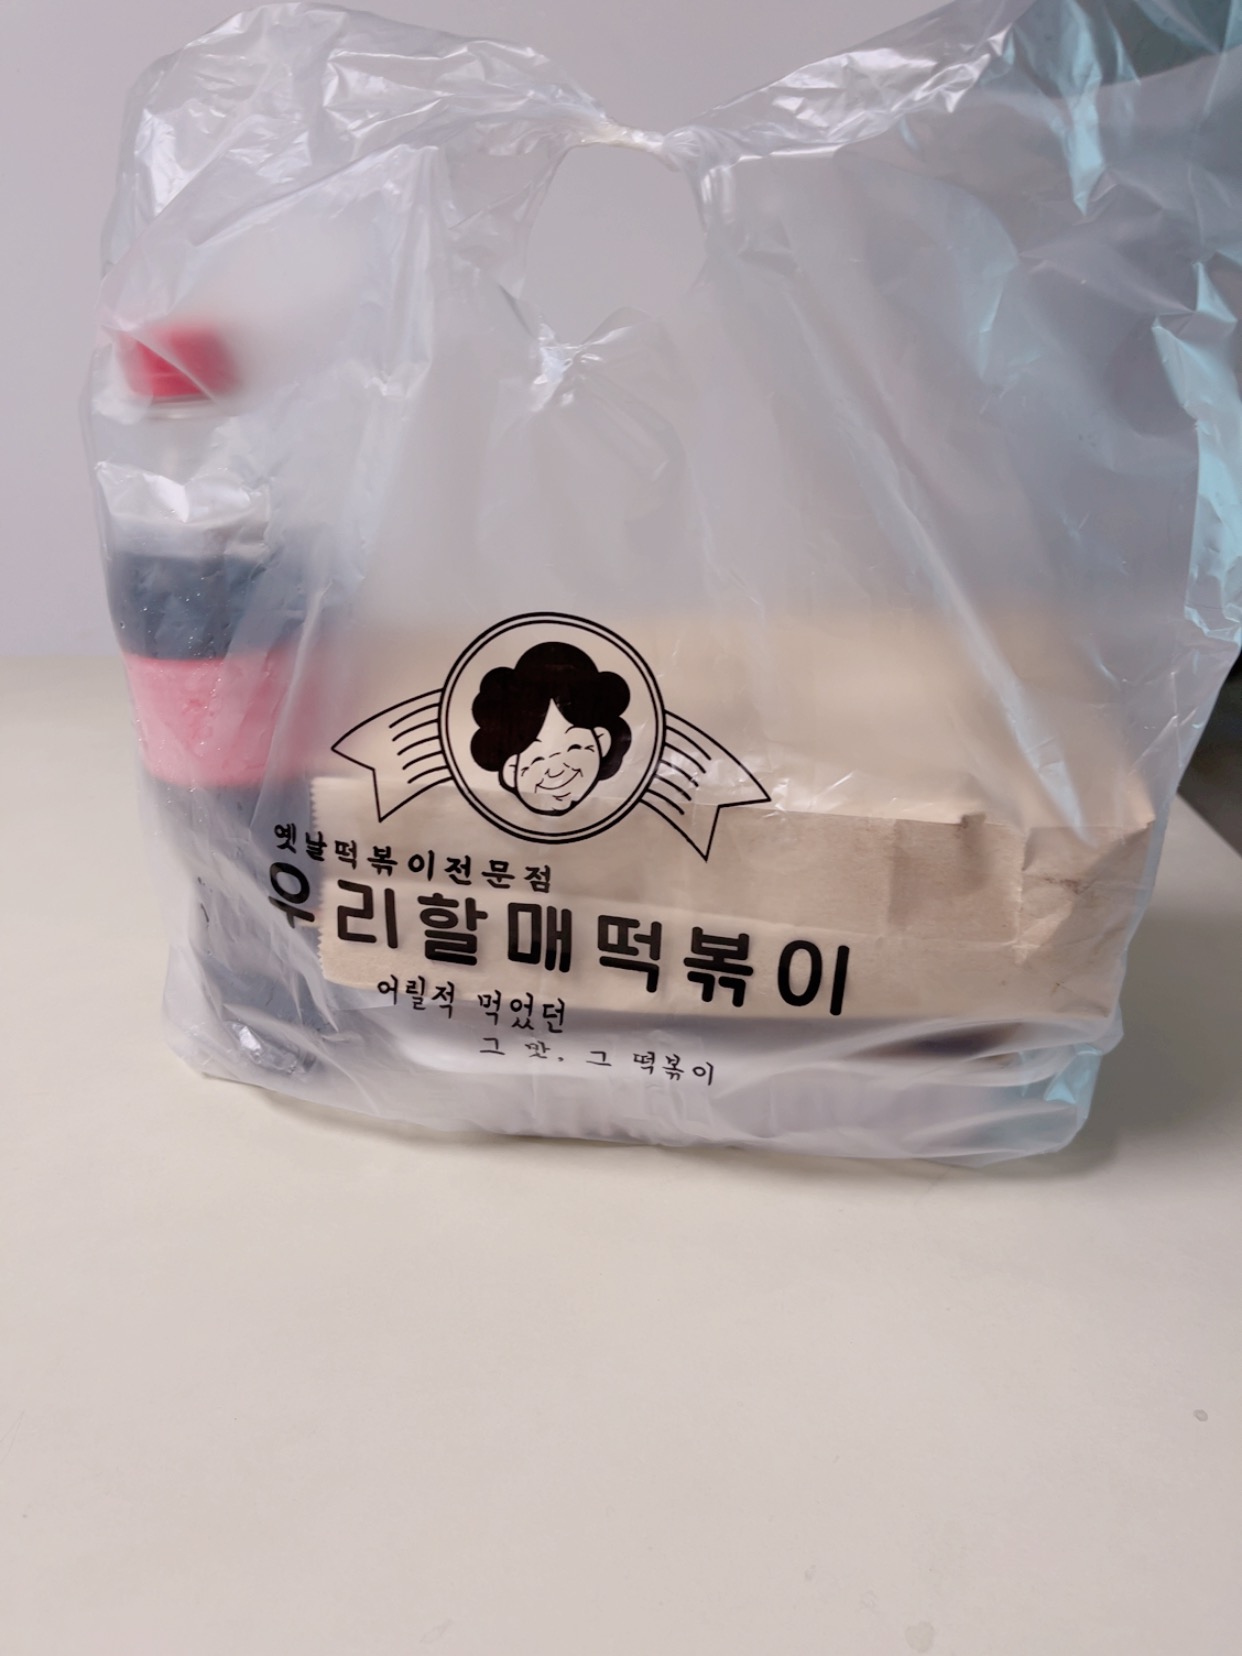 옛날떡볶이전문점
우리할매떡볶이
어릴적 먹었던
그 맛, 그 떡볶이